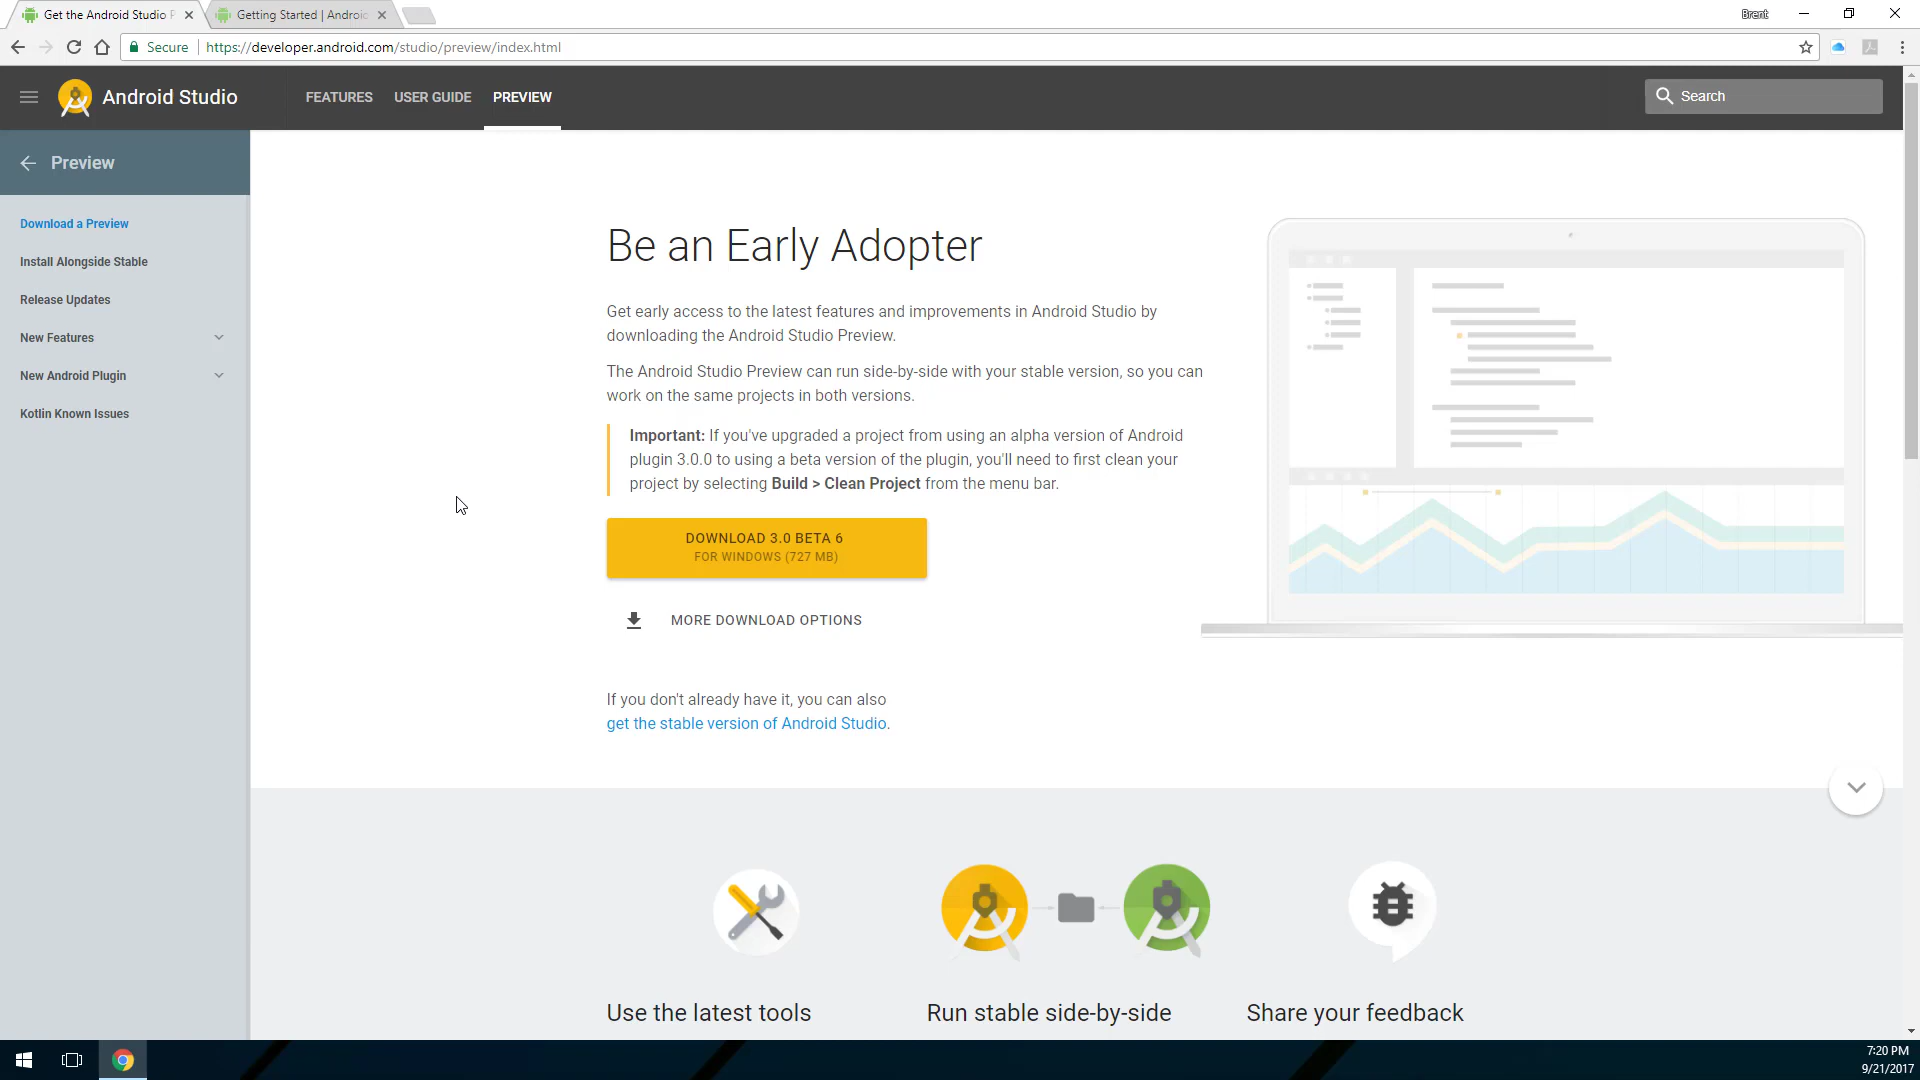 Get the Android Studio P
Getting Started | Android
Brent
Secure
https://developer.android.com/studio/preview/index.html
Android Studio
FEATURES
USER GUIDE
PREVIEW
Search
Preview
Download a Preview
Install Alongside Stable
Release Updates
New Features
New Android Plugin
Kotlin Known Issues
Be an Early Adopter
Get early access to the latest features and improvements in Android Studio by
downloading the Android Studio Preview.
The Android Studio Preview can run side-by-side with your stable version, so you can
work on the same projects in both versions.
Important: If you've upgraded a project from using an alpha version of Android
plugin 3.0.0 to using a beta version of the plugin, you'll need to first clean your
project by selecting Build > Clean Project from the menu bar.
DOWNLOAD 3.0 BETA 6
FOR WINDOWS (727 MB)
MORE DOWNLOAD OPTIONS
If you don't already have it, you can also
get the stable version of Android Studio.
Use the latest tools
Run stable side-by-side
Share your feedback
7:20 PM
9/21/2017